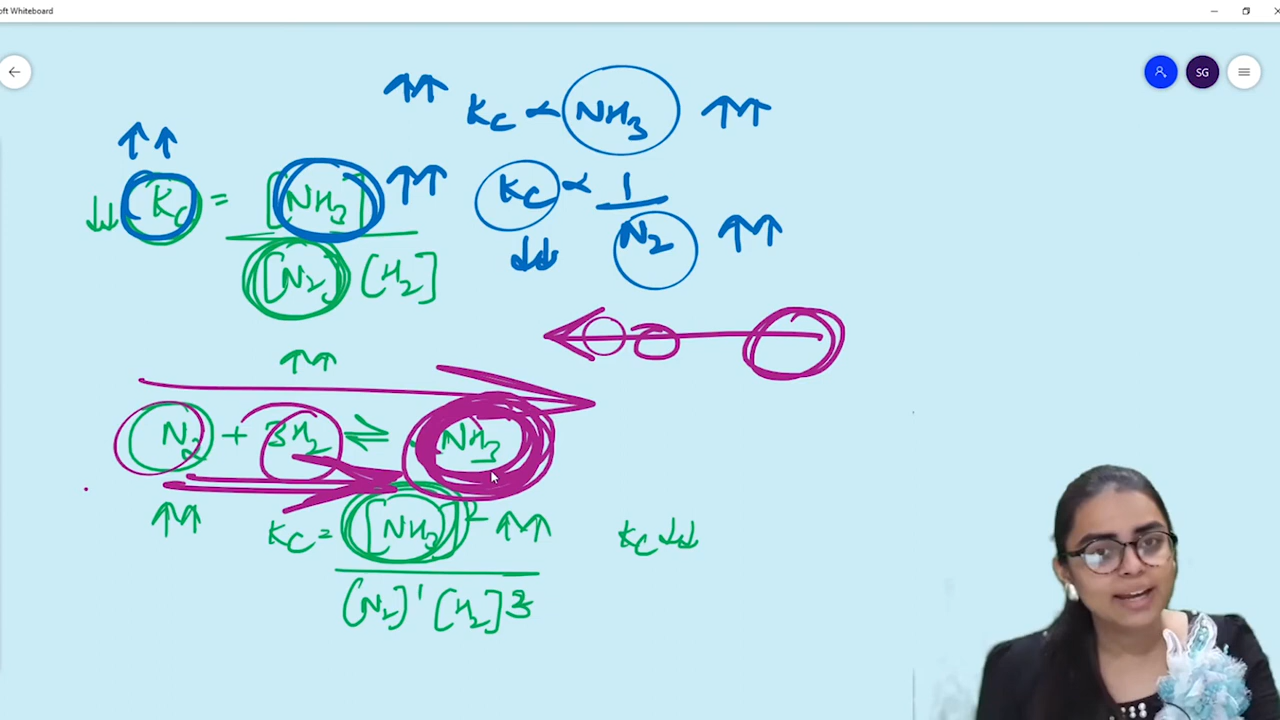 oft Whiteboard
SG
Kc ∝ NH3
Kc = [NH3]
[N2] [H2]
Kc ∝ 1
N2
N2 + 3H2 ⇌ NH3
Kc = [NH3]2
[N2]1 [H2]3
Kc ↓↓